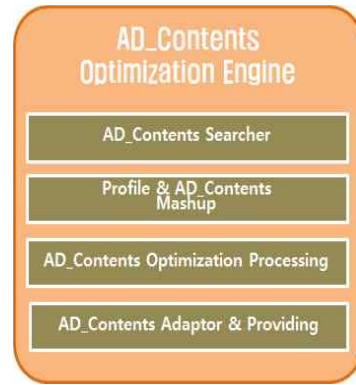 AD_Contents
Optimization Engine
AD_Contents Searcher
Profile & AD_Contents
Mashup
AD_Contents Optimization Processing
AD_Contents Adaptor & Providing